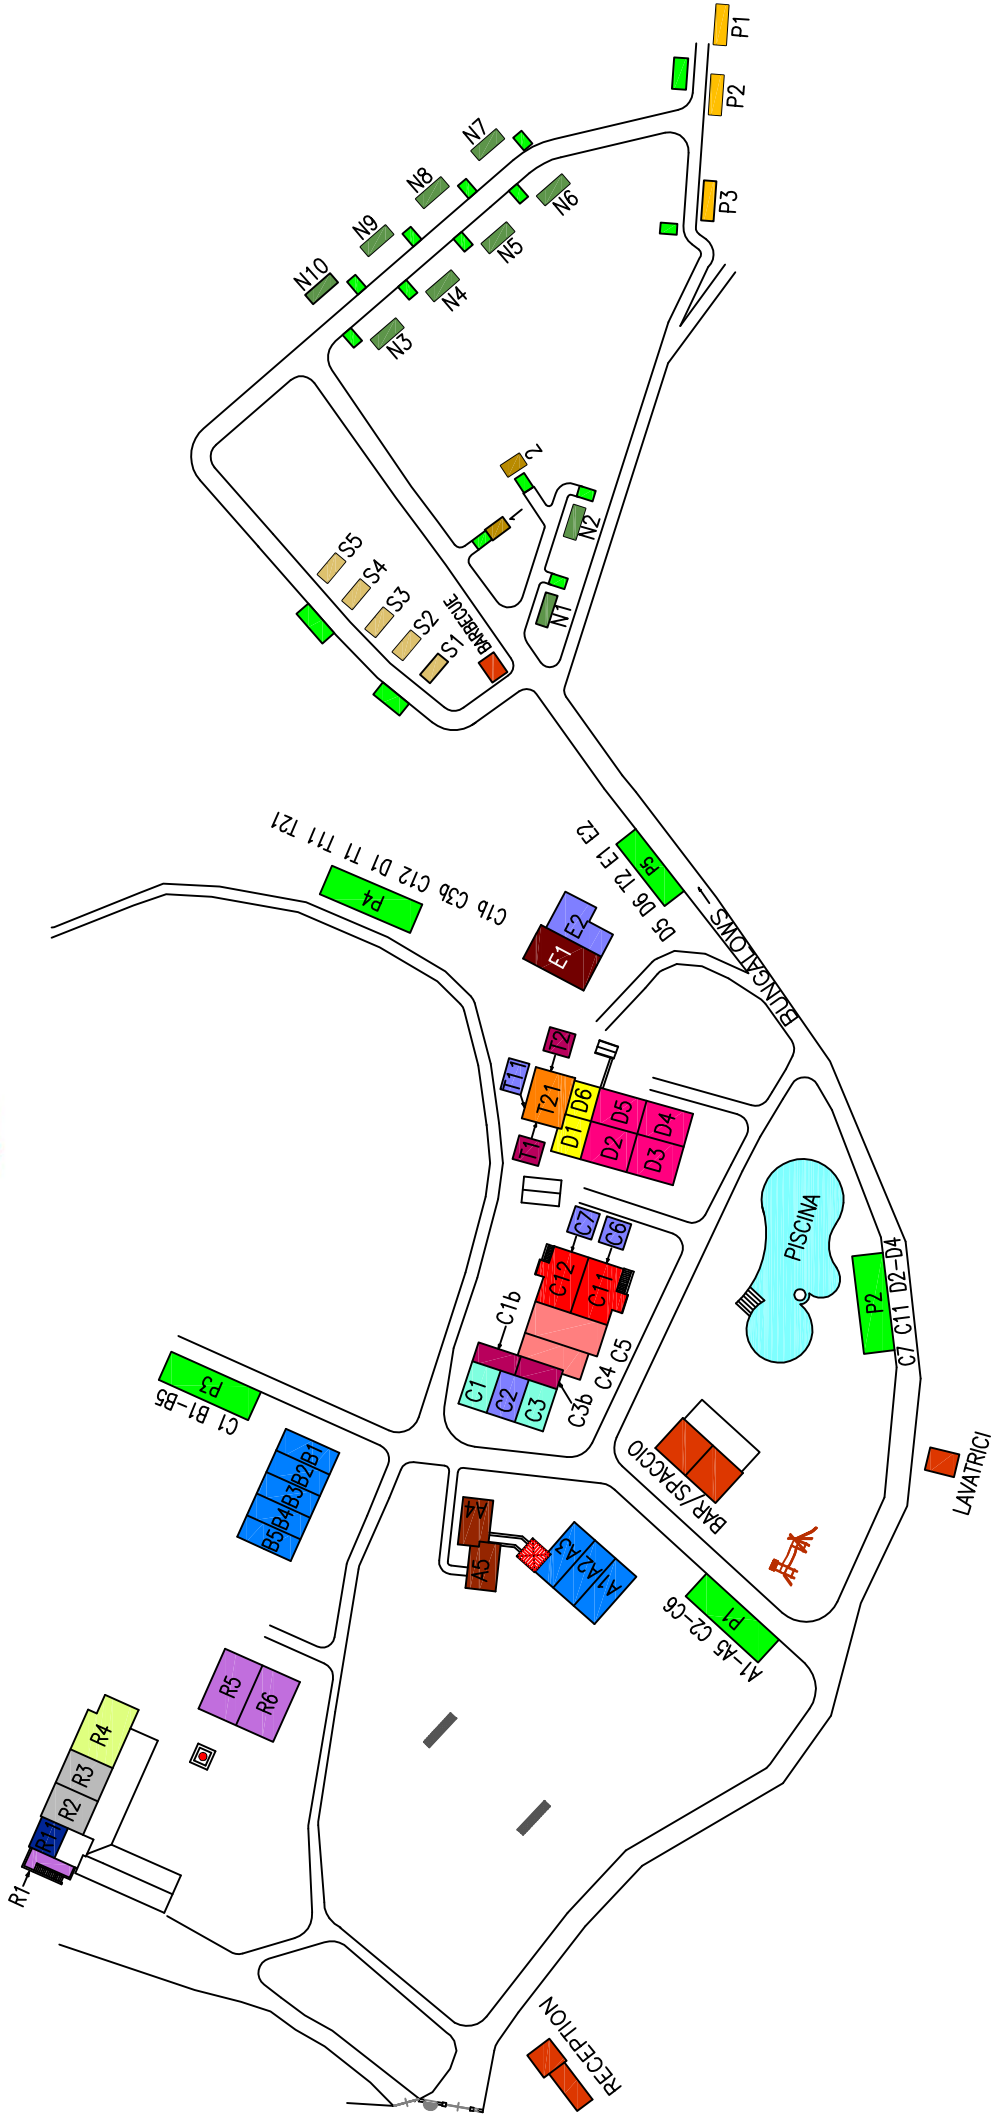 P1
P2
P3
N7
N8
N9
N10
N6
N5
N4
N3
2
1
N2
N1
S5
S4
S3
S2
S1
BARBECUE
C1b C3b C12 D1 T1 T11 T21
P4
D5 D6 T2 E1 E2
P5
BUNGALOWS
E2
E1
T2
T11
T21
T1
D6
D5
D4
D1
D2
D3
C7
C6
C12
C11
C1b
C1
C2
C3
C3b
C4 C5
PISCINA
P2
C7 C11 D2-D4
P3
C1 B1-B5
B1
B2
B3
B4
B5
A4
A5
A3
A2
A1
BAR/SPACCIO
LAVATRICI
P1
A1-A5 C2-C6
R5
R6
R4
R3
R2
R11
R1
RECEPTION